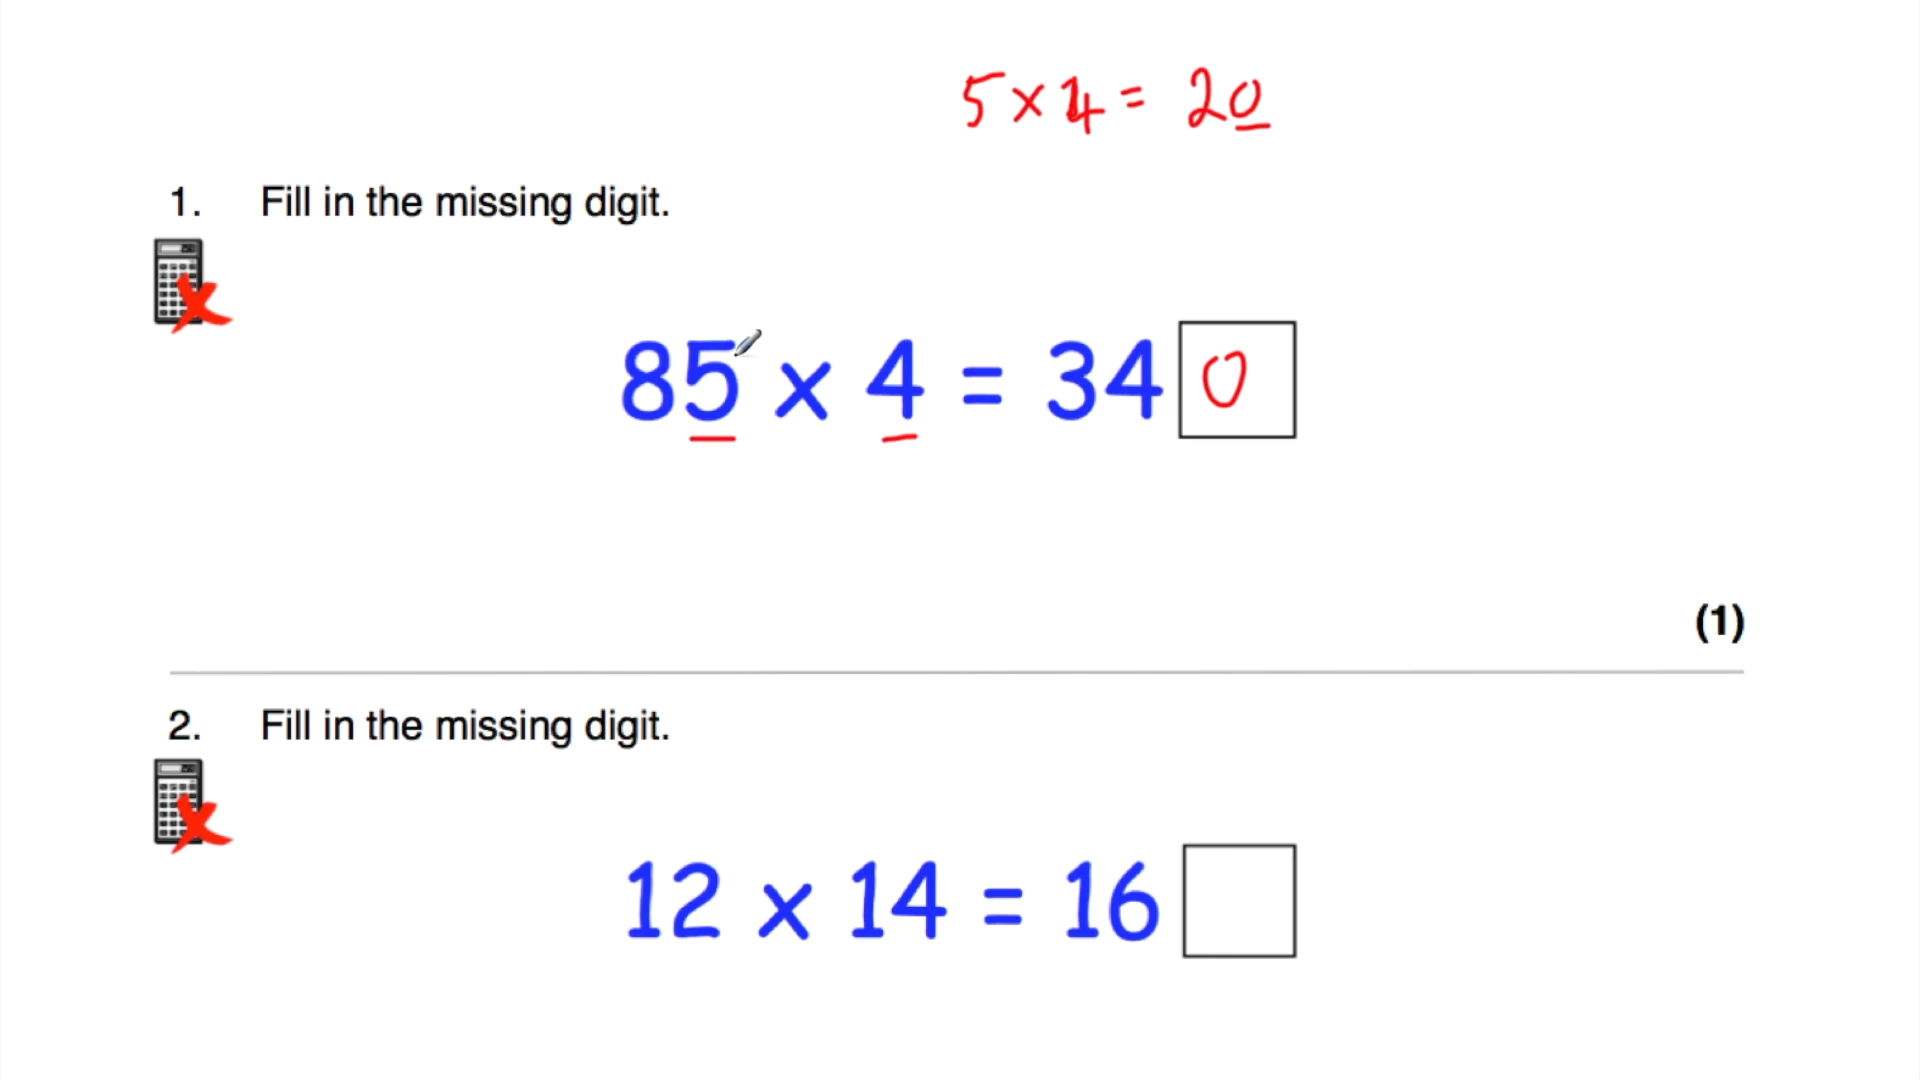 5 x 4 = 20
1. Fill in the missing digit.
85 x 4 = 34 0
(1)
2. Fill in the missing digit.
12 x 14 = 16